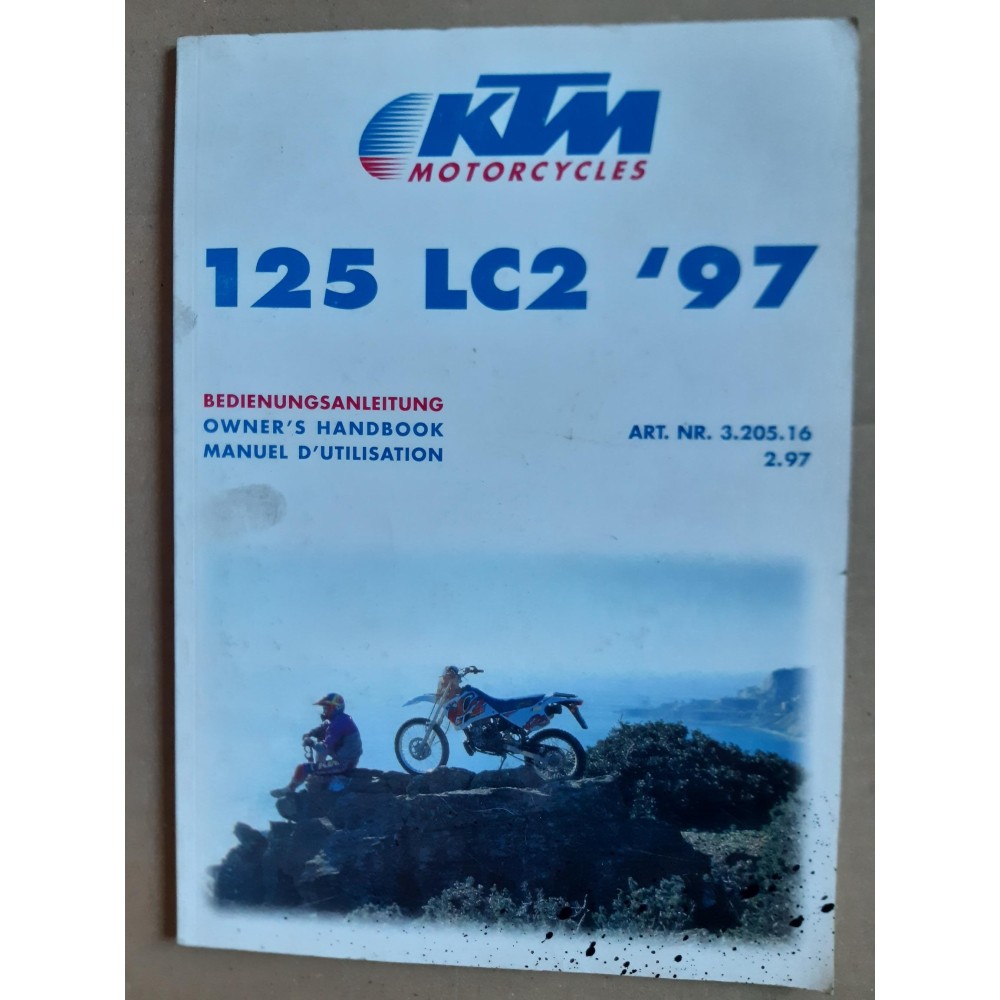 KTM
MOTORCYCLES
125 LC2 '97
BEDIENUNGSANLEITUNG
OWNER'S HANDBOOK
MANUEL D'UTILISATION
ART. NR. 3.205.16
2.97